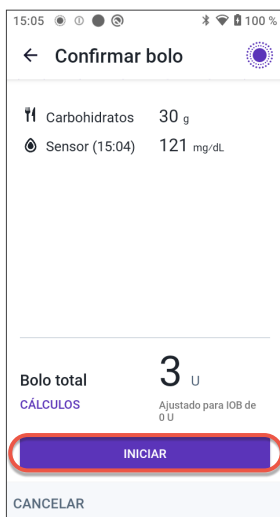 15:05 100 %
← Confirmar bolo
Carbohidratos 30 g
Sensor (15:04) 121 mg/dL
Bolo total 3 U
CÁLCULOS Ajustado para IOB de
0 U
INICIAR
CANCELAR